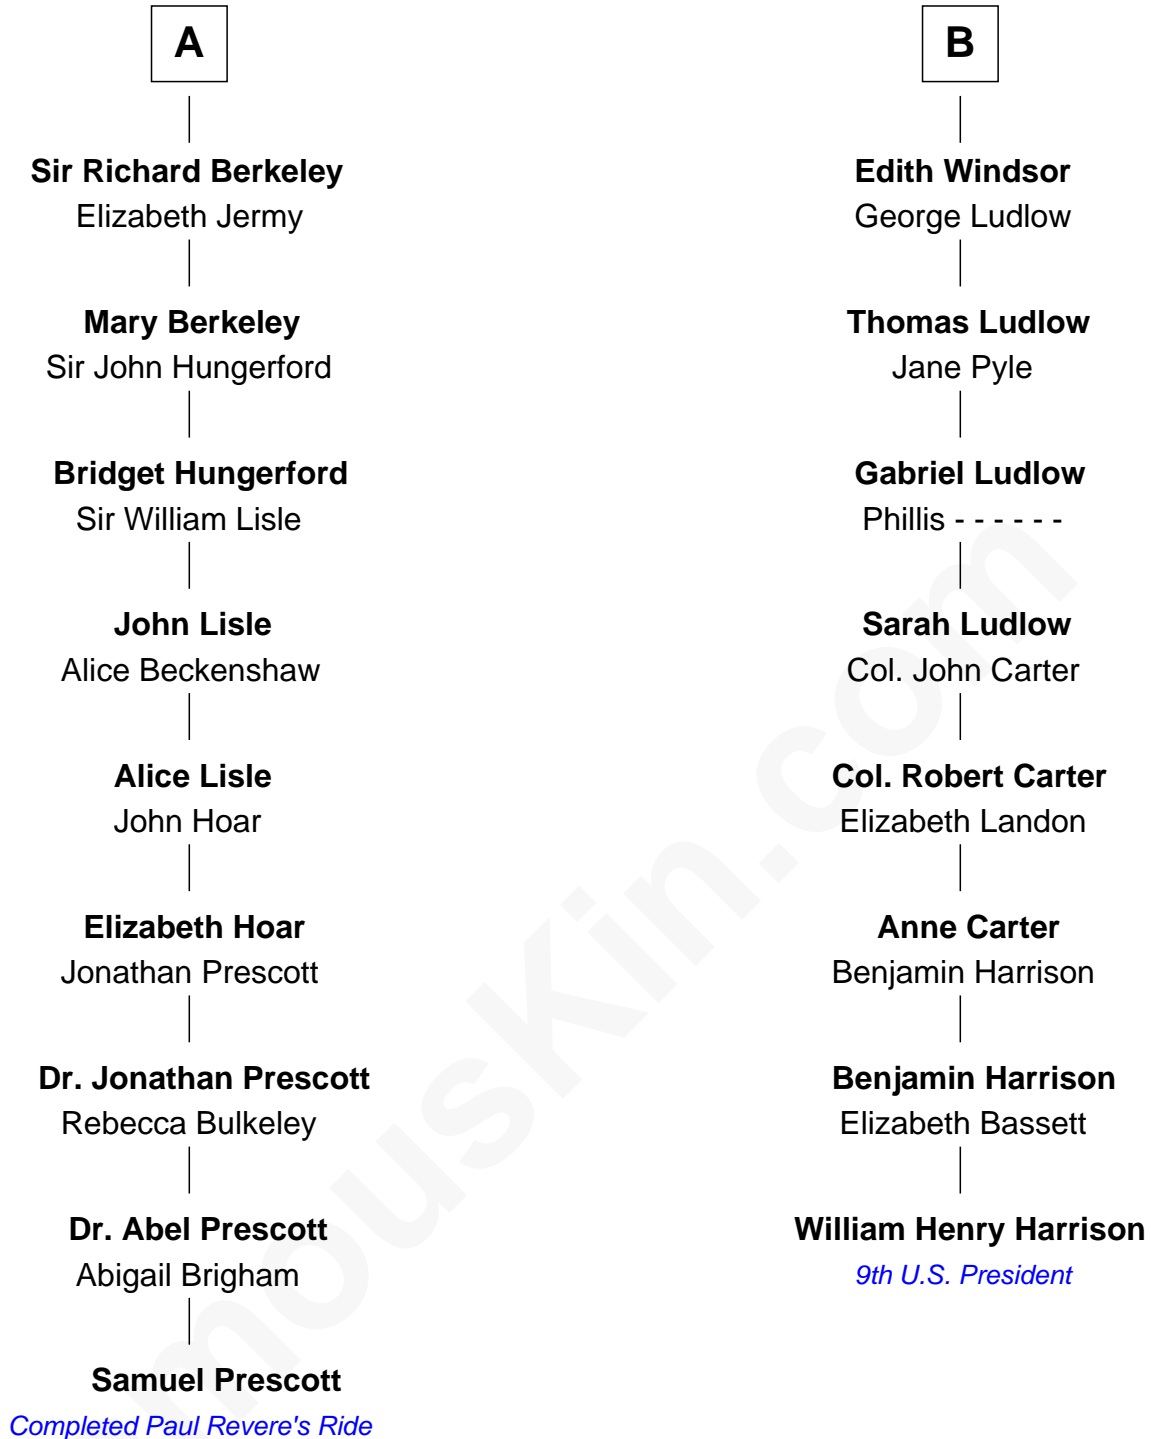 A
Sir Richard Berkeley
Elizabeth Jermy
Mary Berkeley
Sir John Hungerford
Bridget Hungerford
Sir William Lisle
John Lisle
Alice Beckenshaw
Alice Lisle
John Hoar
Elizabeth Hoar
Jonathan Prescott
Dr. Jonathan Prescott
Rebecca Bulkeley
Dr. Abel Prescott
Abigail Brigham
Samuel Prescott
Completed Paul Revere's Ride
B
Edith Windsor
George Ludlow
Thomas Ludlow
Jane Pyle
Gabriel Ludlow
Phillis - - - - - -
Sarah Ludlow
Col. John Carter
Col. Robert Carter
Elizabeth Landon
Anne Carter
Benjamin Harrison
Benjamin Harrison
Elizabeth Bassett
William Henry Harrison
9th U.S. President
mouskin.com